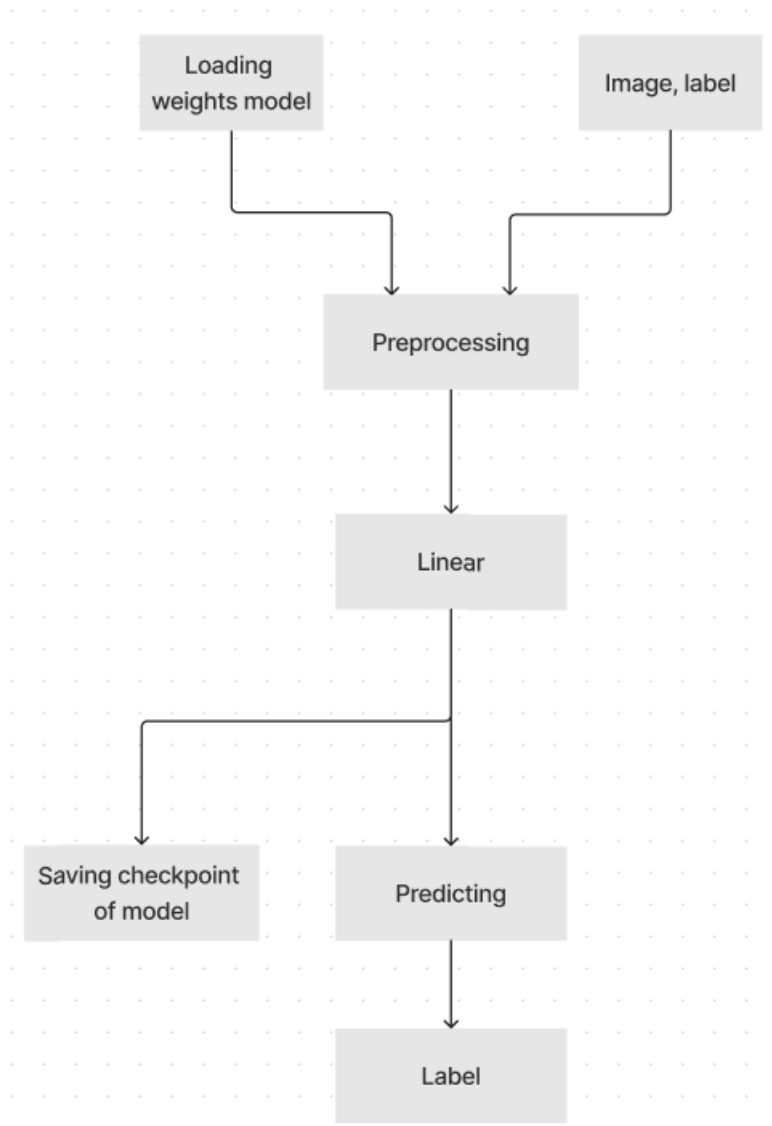 Loading
weights model
Image, label
Preprocessing
Linear
Saving checkpoint
of model
Predicting
Label